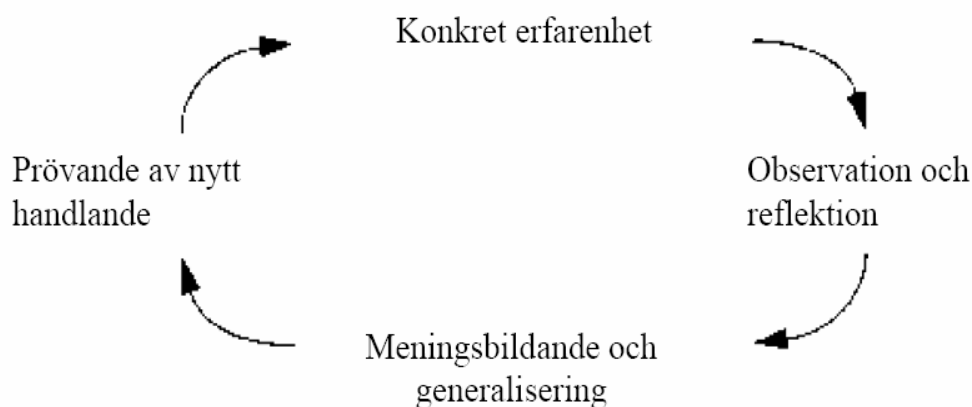 Konkret erfarenhet
Prövande av nytt
handlande
Observation och
reflektion
Meningsbildande och
generalisering